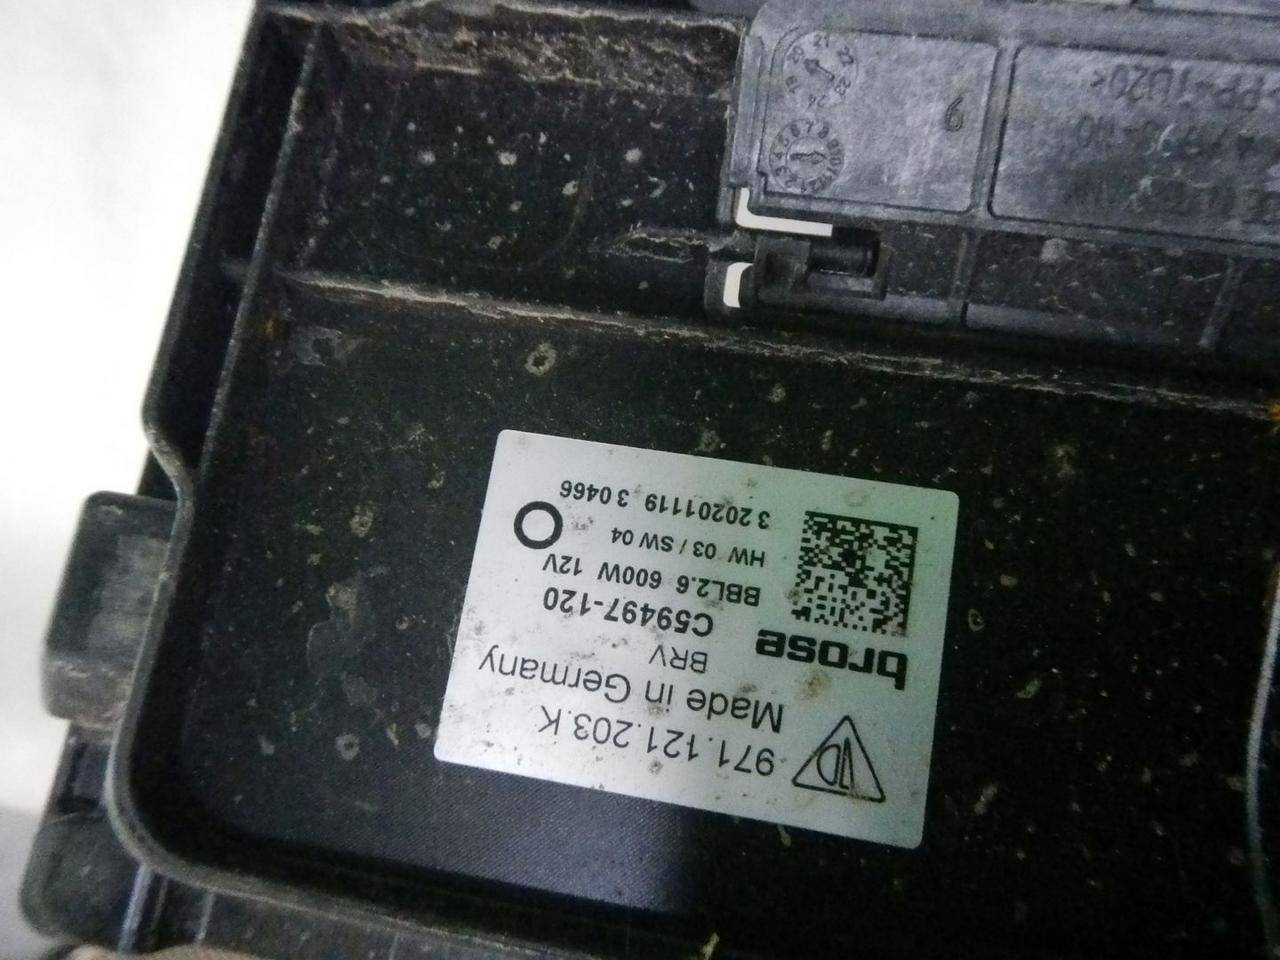 971.121.203.K
Made in Germany
BRV
brose
C59497-120
BBL2.6 600W 12V
HW 03 / SW 04
3 20201119 3 0466
9